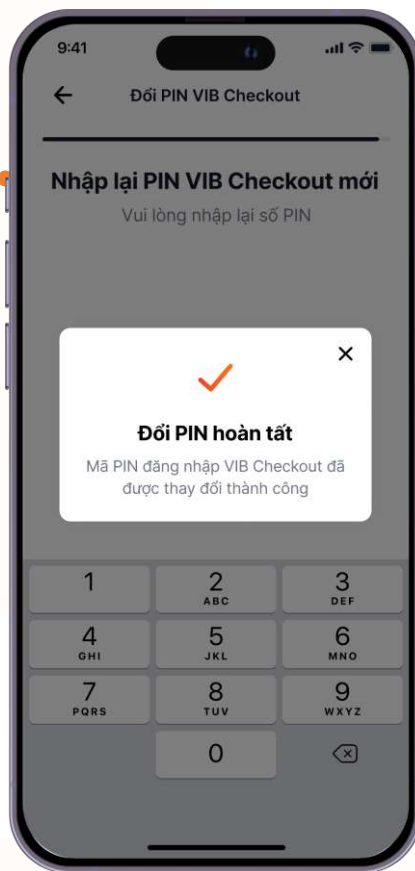 9:41
Đổi PIN VIB Checkout
Nhập lại PIN VIB Checkout mới
Vui lòng nhập lại số PIN
Đổi PIN hoàn tất
Mã PIN đăng nhập VIB Checkout đã
được thay đổi thành công
1 2 3
ABC DEF
4 5 6
GHI JKL MNO
7 8 9
PQRS TUV WXYZ
0